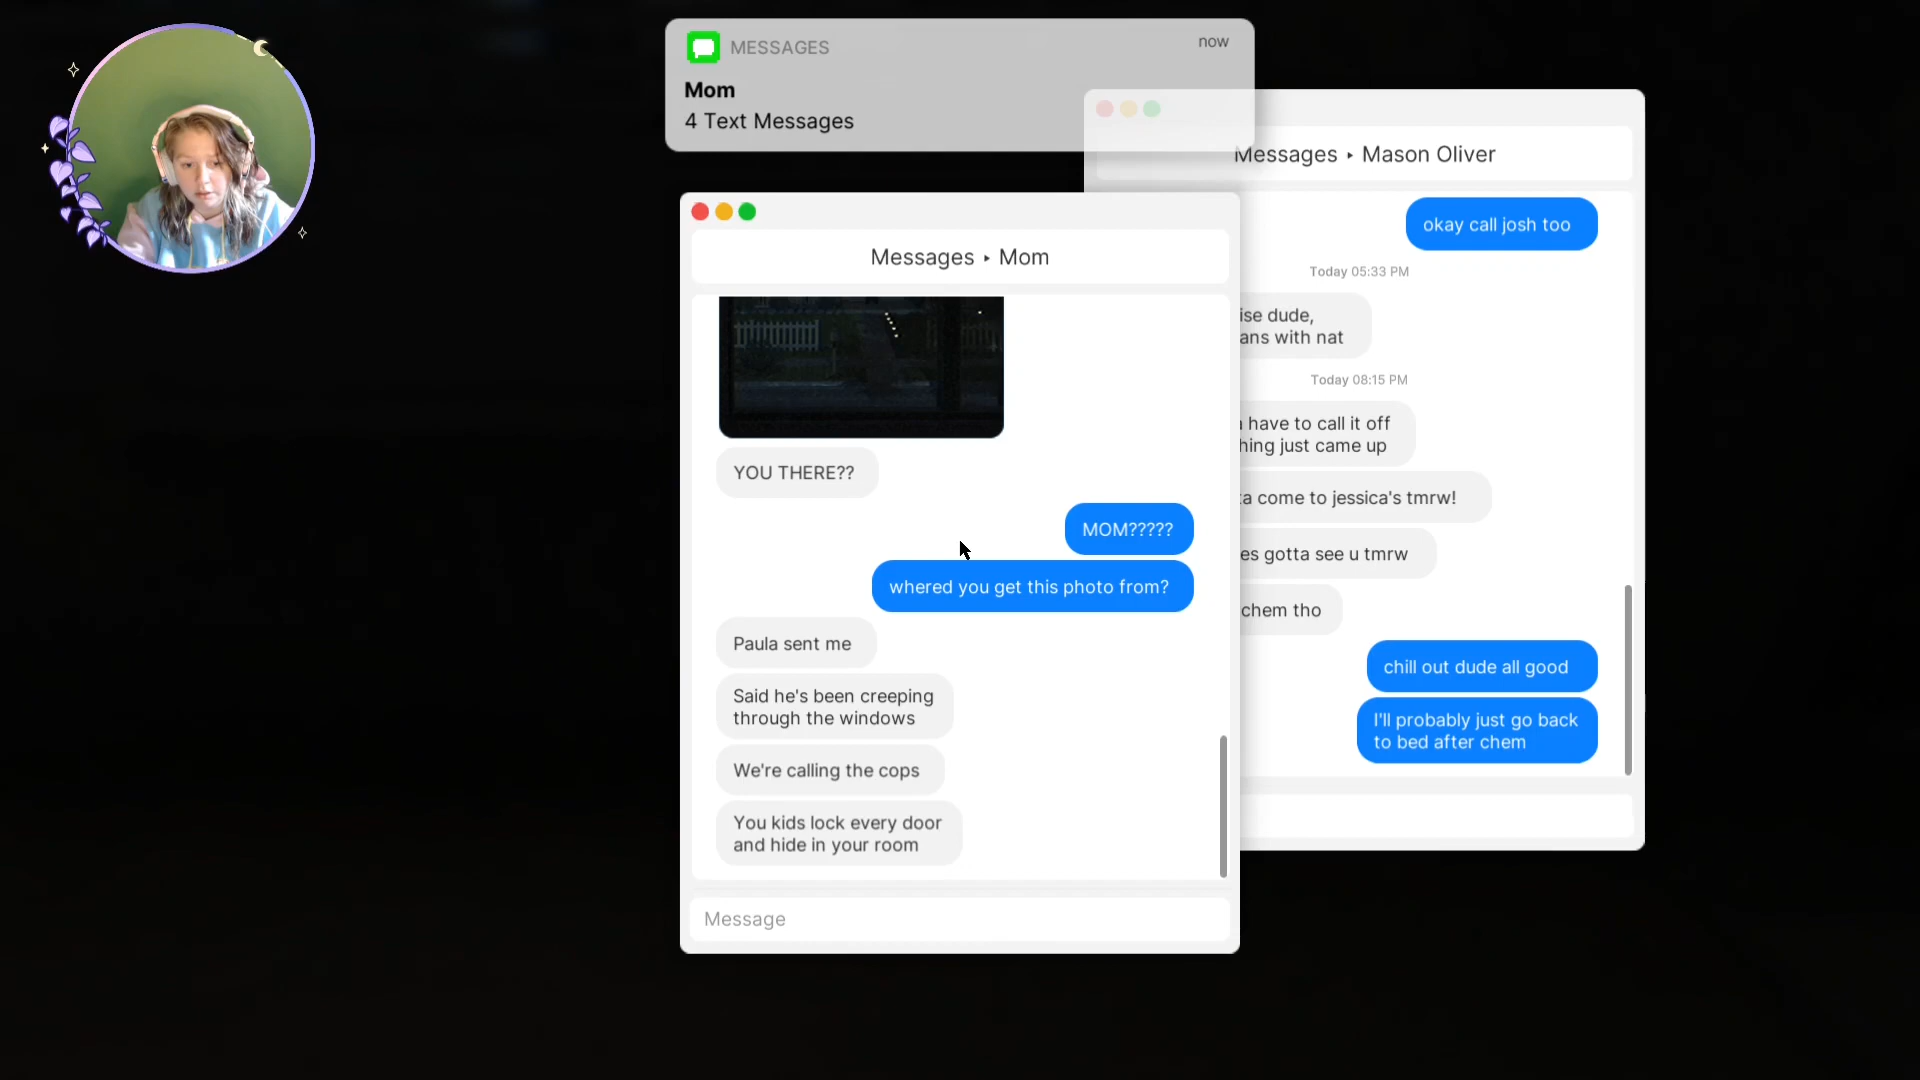 MESSAGES
now
Mom
4 Text Messages
Messages ‣ Mason Oliver
okay call josh too
Today 05:33 PM
dude,
with nat
Today 08:15 PM
have to call it off
just came up
come to jessica's tmrw!
gotta see u tmrw
chem tho
chill out dude all good
I'll probably just go back
to bed after chem
Messages ‣ Mom
YOU THERE??
MOM?????
whered you get this photo from?
Paula sent me
Said he's been creeping
through the windows
We're calling the cops
You kids lock every door
and hide in your room
Message